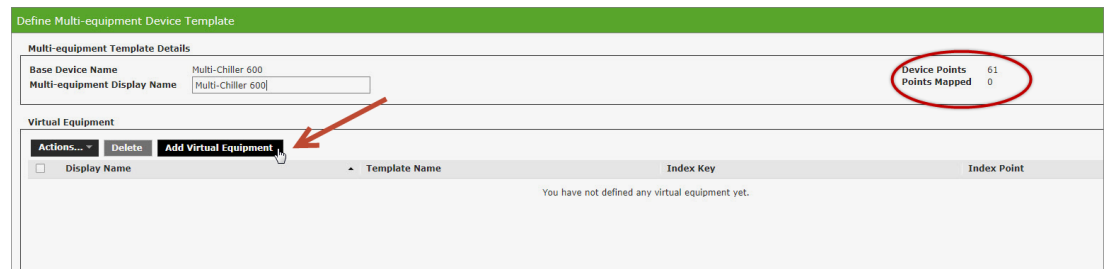 Define Multi-equipment Device Template
Multi-equipment Template Details
Base Device Name Multi-Chiller 600 Device Points 61
Multi-equipment Display Name Multi-Chiller 600 Points Mapped 0
Virtual Equipment
Actions... Delete Add Virtual Equipment
Display Name Template Name Index Key Index Point
You have not defined any virtual equipment yet.